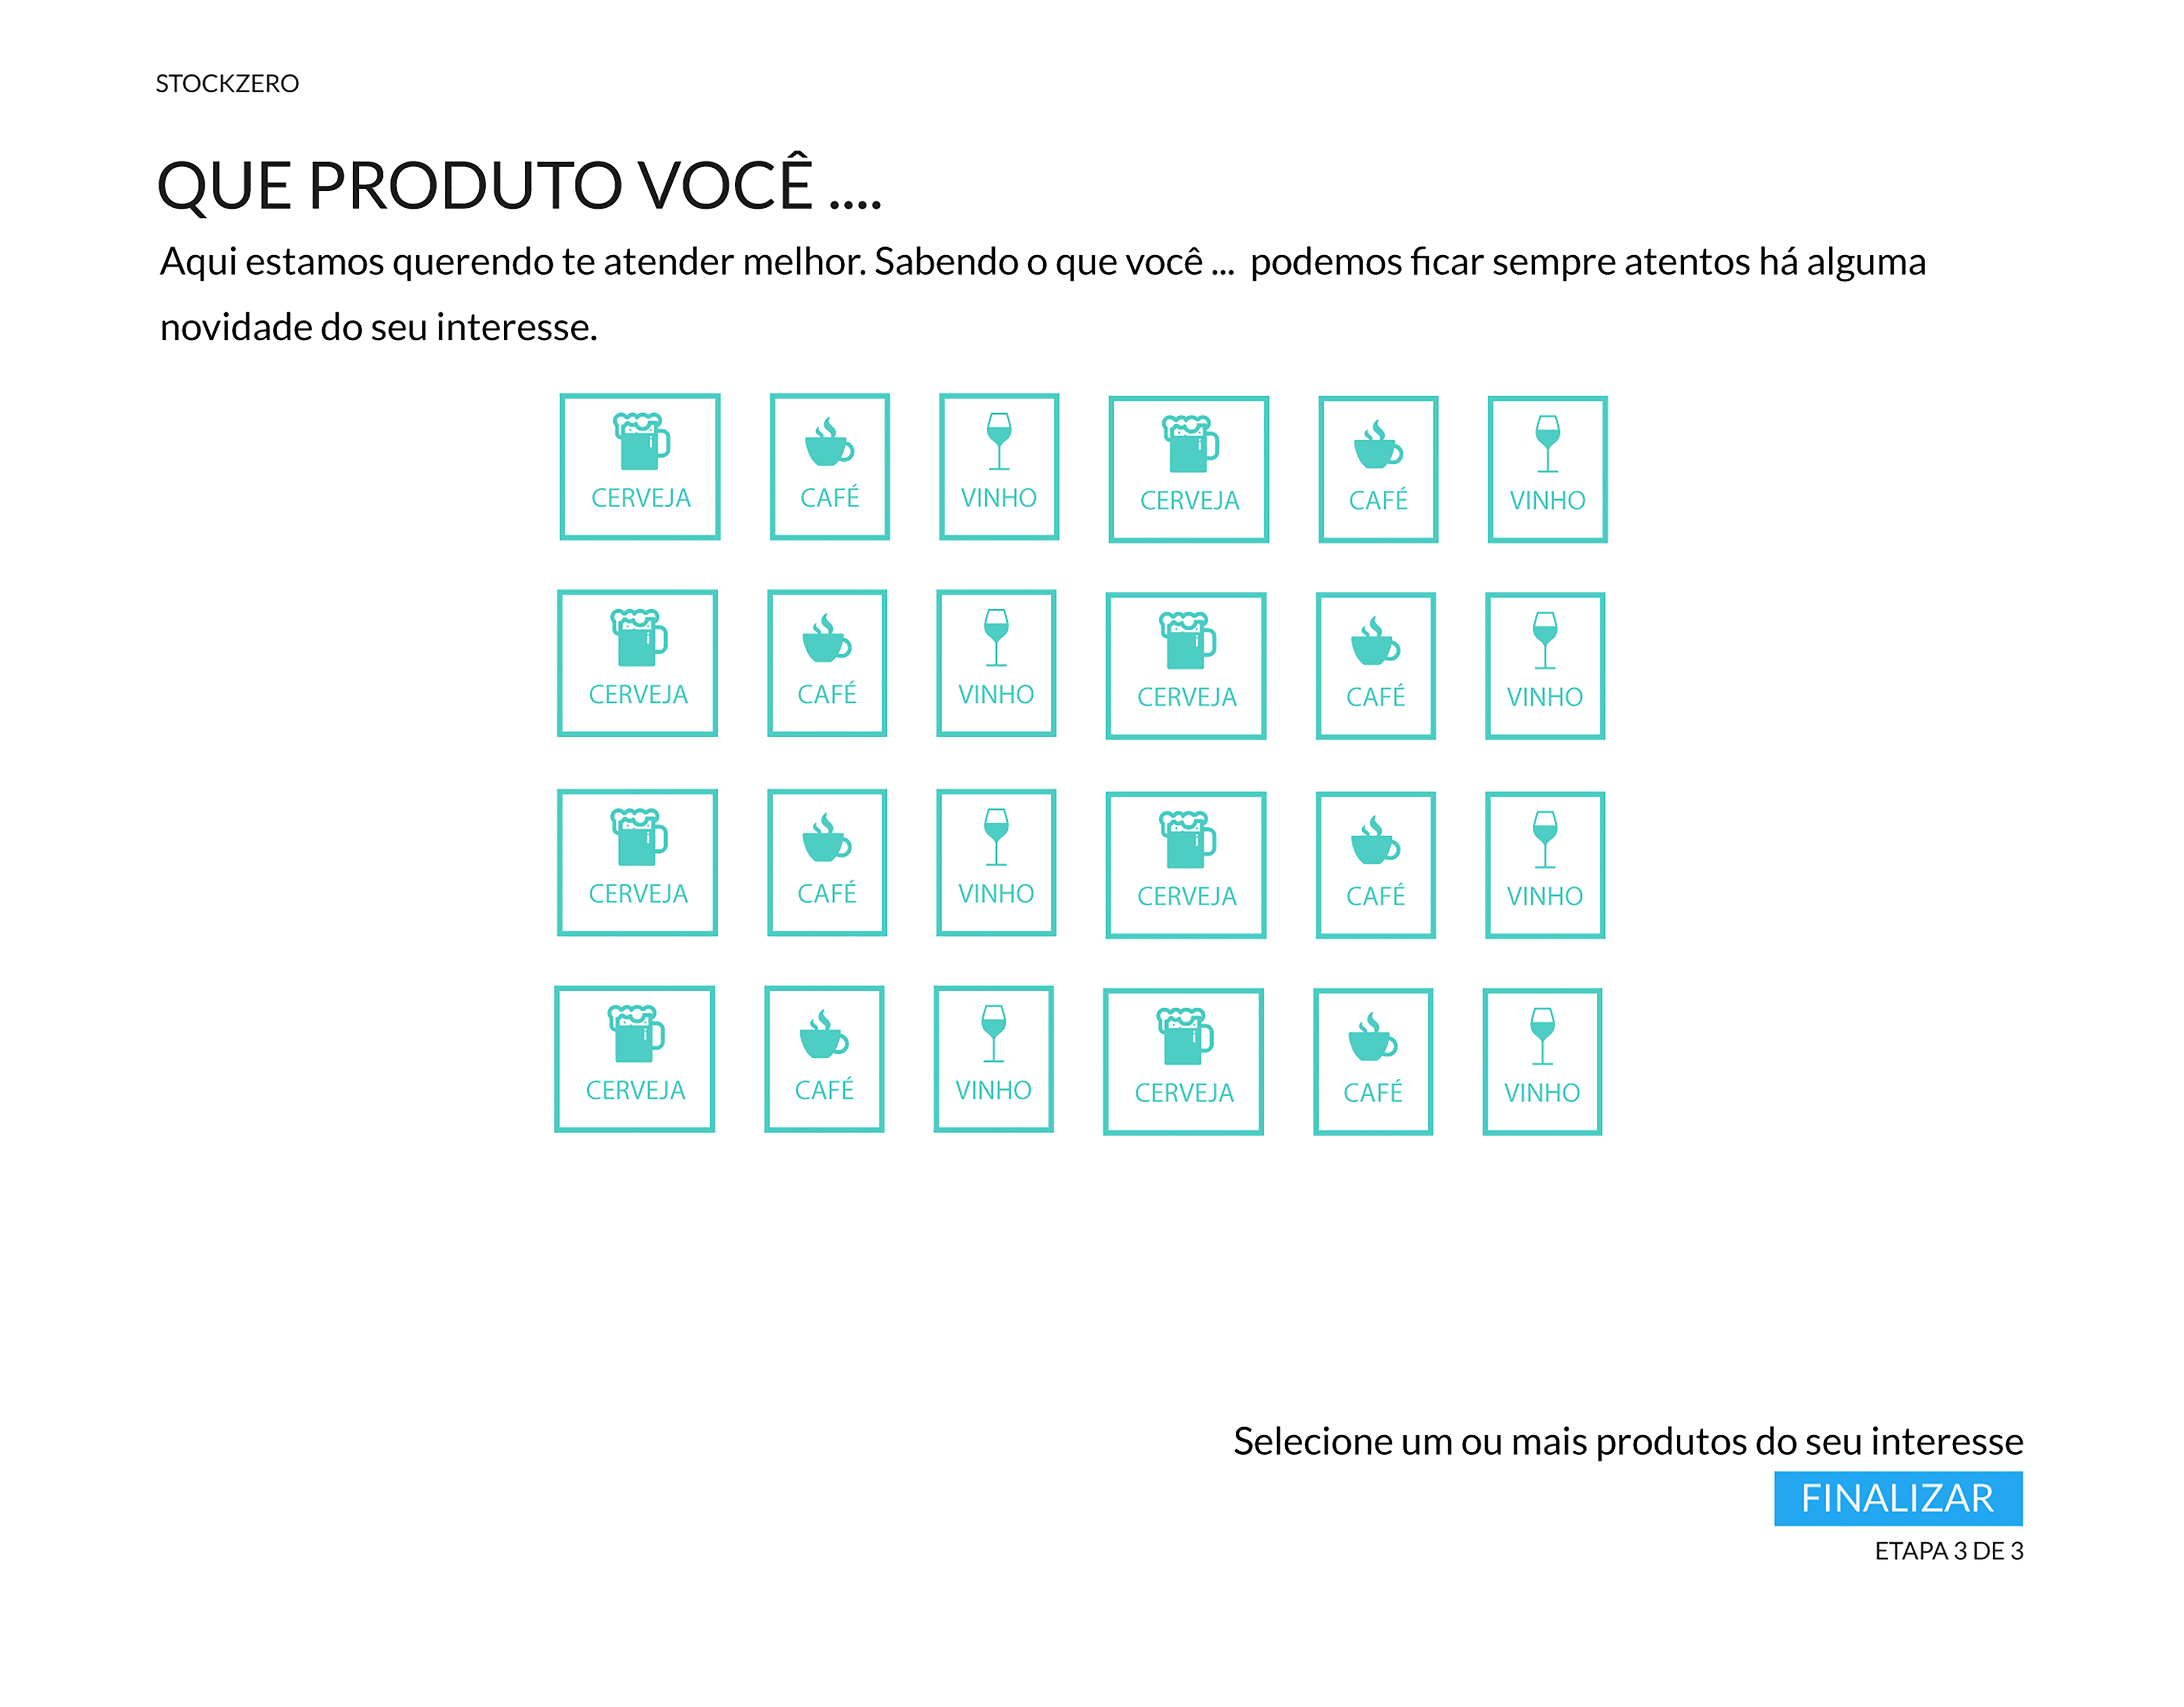 STOCKZERO
QUE PRODUTO VOCÊ ....
Aqui estamos querendo te atender melhor. Sabendo o que você ... podemos ficar sempre atentos há alguma
novidade do seu interesse.
CERVEJA CAFÉ VINHO CERVEJA CAFÉ VINHO
CERVEJA CAFÉ VINHO CERVEJA CAFÉ VINHO
CERVEJA CAFÉ VINHO CERVEJA CAFÉ VINHO
CERVEJA CAFÉ VINHO CERVEJA CAFÉ VINHO
Selecione um ou mais produtos do seu interesse
FINALIZAR
ETAPA 3 DE 3